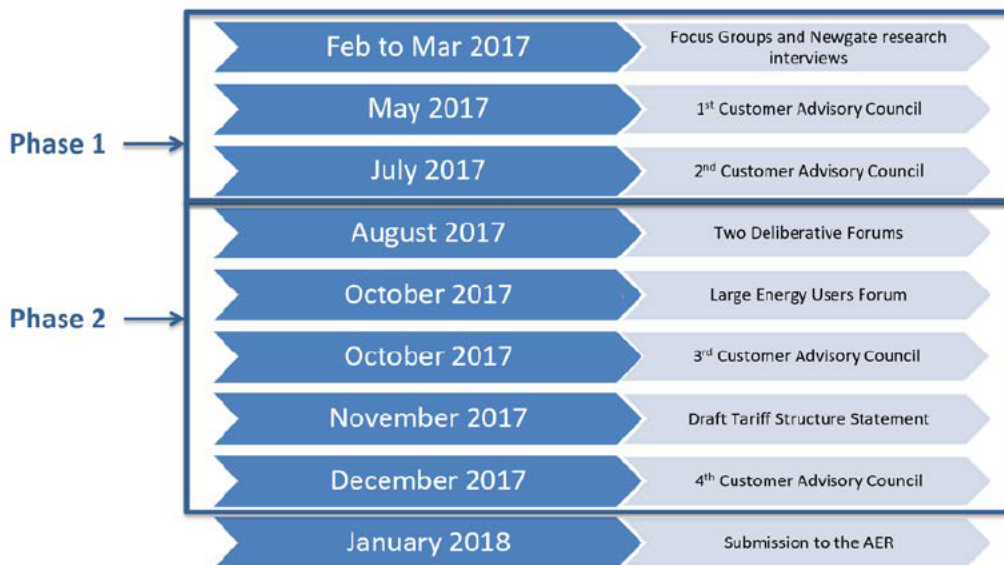 Feb to Mar 2017
Focus Groups and Newgate research
interviews
May 2017
1st Customer Advisory Council
Phase 1
July 2017
2nd Customer Advisory Council
August 2017
Two Deliberative Forums
October 2017
Large Energy Users Forum
Phase 2
October 2017
3rd Customer Advisory Council
November 2017
Draft Tariff Structure Statement
December 2017
4th Customer Advisory Council
January 2018
Submission to the AER